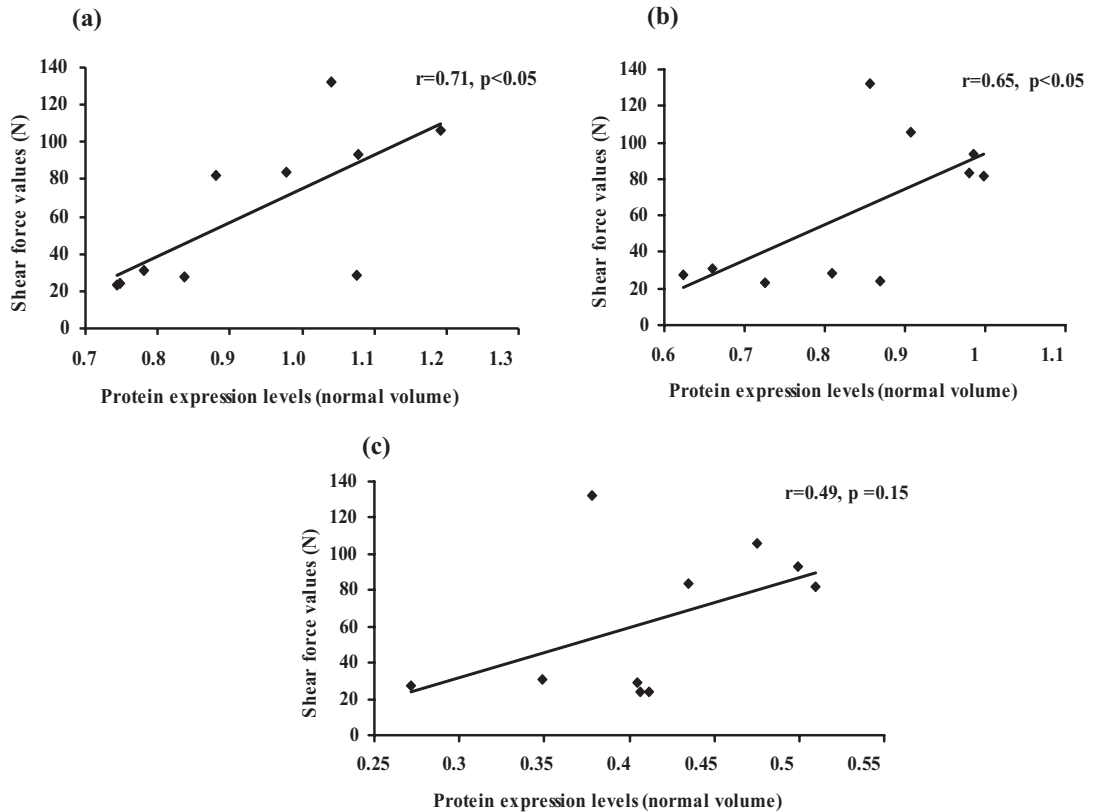 (a)
r=0.71, p<0.05
140
120
100
80
60
40
20
0
Shear force values (N)
0.7 0.8 0.9 1.0 1.1 1.2 1.3
Protein expression levels (normal volume)
(b)
r=0.65, p<0.05
140
120
100
80
60
40
20
0
Shear force values (N)
0.6 0.7 0.8 0.9 1 1.1
Protein expression levels (normal volume)
(c)
r=0.49, p =0.15
140
120
100
80
60
40
20
0
Shear force values (N)
0.25 0.3 0.35 0.4 0.45 0.5 0.55
Protein expression levels (normal volume)